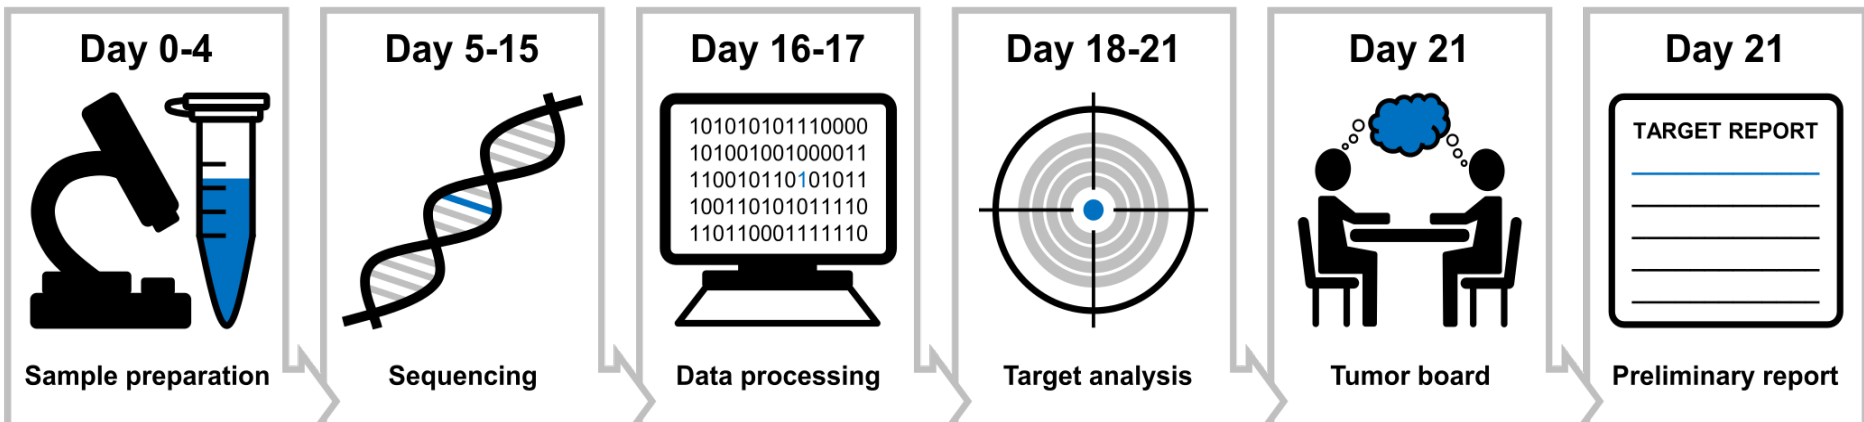 Day 0-4
Day 5-15
Day 16-17
Day 18-21
Day 21
Day 21
101010101110000
101001001000011
110010110101011
100110101011110
110110001111110
TARGET REPORT
Sample preparation
Sequencing
Data processing
Target analysis
Tumor board
Preliminary report